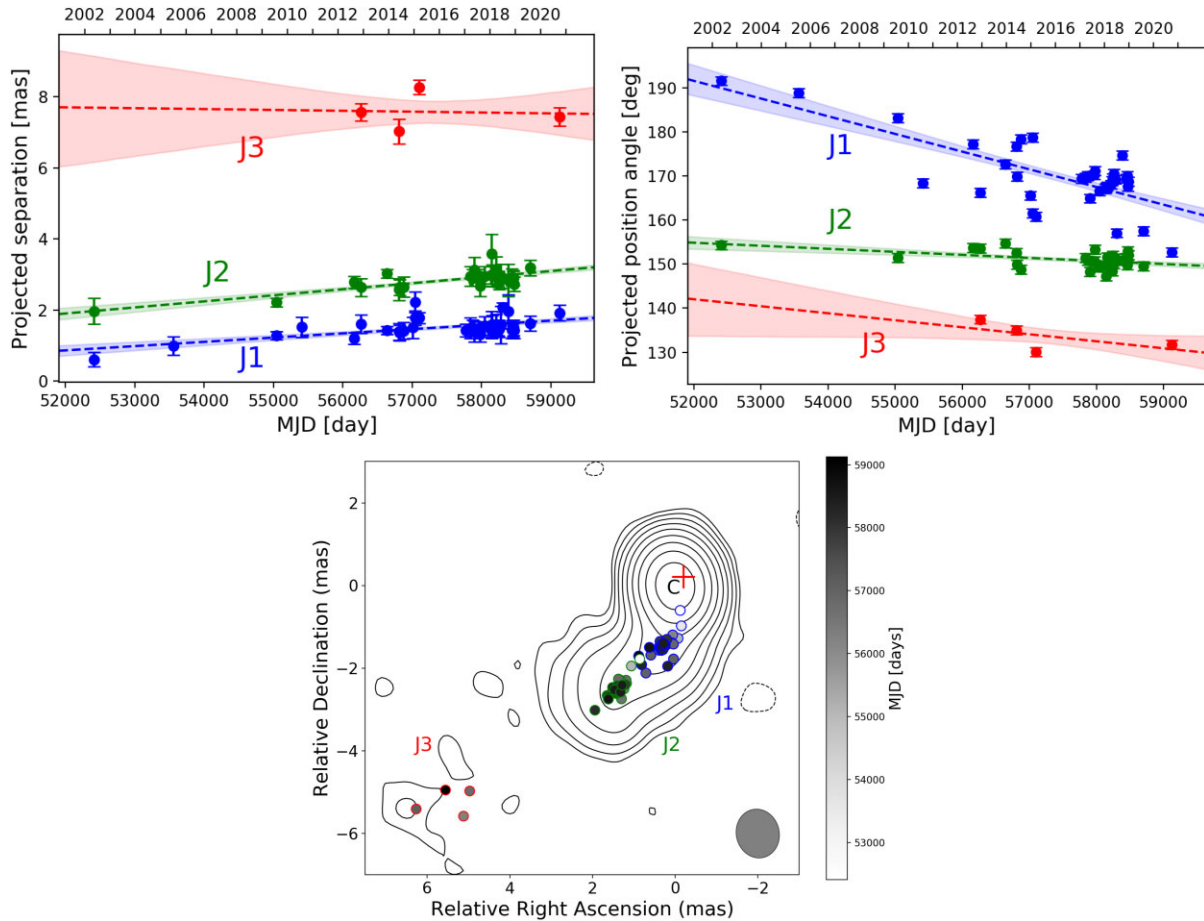 2002 2004 2006 2008 2010 2012 2014 2016 2018 2020
Projected separation [mas]
8
6
4
2
0
J3
J2
J1
52000 53000 54000 55000 56000 57000 58000 59000
MJD [day]
2002 2004 2006 2008 2010 2012 2014 2016 2018 2020
Projected position angle [deg]
190
180
170
160
150
140
130
J1
J2
J3
52000 53000 54000 55000 56000 57000 58000 59000
MJD [day]
Relative Declination (mas)
2
0
−2
−4
−6
C
J1
J2
J3
6 4 2 0 −2
Relative Right Ascension (mas)
59000
58000
57000
56000
55000
54000
53000
MJD [days]